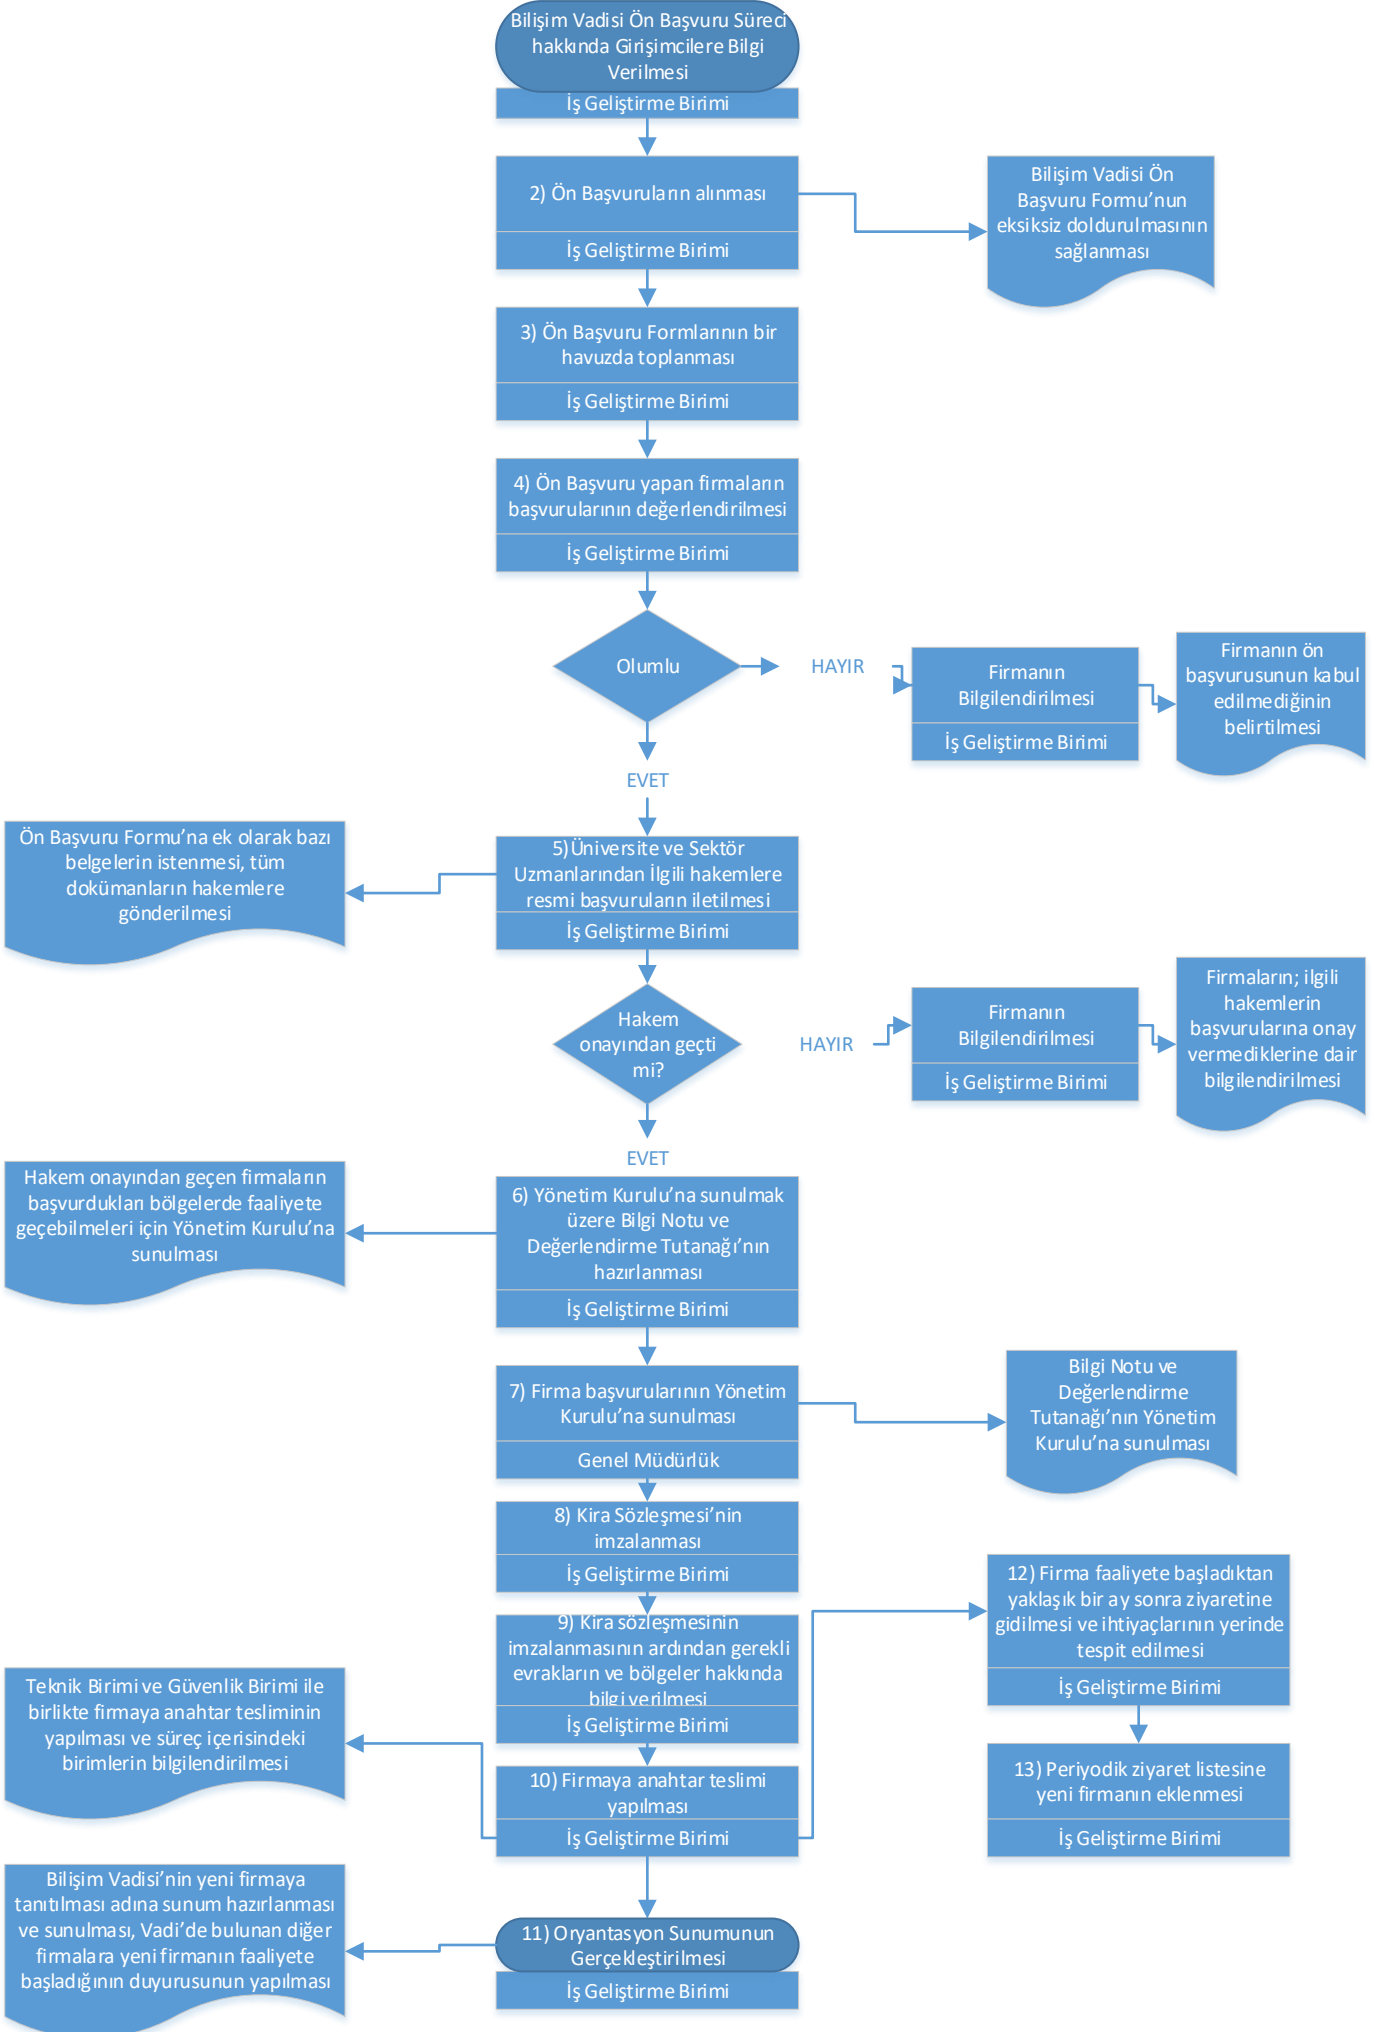 Bilişim Vadisi Ön Başvuru Süreci
hakkında Girişimcilere Bilgi
Verilmesi
İş Geliştirme Birimi
2) Ön Başvuruların alınması
İş Geliştirme Birimi
Bilişim Vadisi Ön
Başvuru Formu’nun
eksiksiz doldurulmasının
sağlanması
3) Ön Başvuru Formlarının bir
havuzda toplanması
İş Geliştirme Birimi
4) Ön Başvuru yapan firmaların
başvurularının değerlendirilmesi
İş Geliştirme Birimi
Olumlu
HAYIR
Firmanın
Bilgilendirilmesi
İş Geliştirme Birimi
Firmanın ön
başvurusunun kabul
edilmediğinin
belirtilmesi
EVET
Ön Başvuru Formu’na ek olarak bazı
belgelerin istenmesi, tüm
dokümanların hakemlere
gönderilmesi
5)Üniversite ve Sektör
Uzmanlarından İlgili hakemlere
resmi başvuruların iletilmesi
İş Geliştirme Birimi
Hakem
onayından geçti
mi?
HAYIR
Firmanın
Bilgilendirilmesi
İş Geliştirme Birimi
Firmaların; ilgili
hakemlerin
başvurularına onay
vermediklerine dair
bilgilendirilmesi
EVET
Hakem onayından geçen firmaların
başvurdukları bölgelerde faaliyete
geçebilmeleri için Yönetim Kurulu’na
sunulması
6) Yönetim Kurulu’na sunulmak
üzere Bilgi Notu ve
Değerlendirme Tutanağı’nın
hazırlanması
İş Geliştirme Birimi
7) Firma başvurularının Yönetim
Kurulu’na sunulması
Genel Müdürlük
Bilgi Notu ve
Değerlendirme
Tutanağı’nın Yönetim
Kurulu’na sunulması
8) Kira Sözleşmesi’nin
imzalanması
İş Geliştirme Birimi
9) Kira sözleşmesinin
imzalanmasının ardından gerekli
evrakların ve bölgeler hakkında
bilgi verilmesi
İş Geliştirme Birimi
12) Firma faaliyete başladıktan
yaklaşık bir ay sonra ziyaretine
gidilmesi ve ihtiyaçlarının yerinde
tespit edilmesi
İş Geliştirme Birimi
Teknik Birimi ve Güvenlik Birimi ile
birlikte firmaya anahtar tesliminin
yapılması ve süreç içerisindeki
birimlerin bilgilendirilmesi
10) Firmaya anahtar teslimi
yapılması
İş Geliştirme Birimi
13) Periyodik ziyaret listesine
yeni firmanın eklenmesi
İş Geliştirme Birimi
Bilişim Vadisi’nin yeni firmaya
tanıtılması adına sunum hazırlanması
ve sunulması, Vadi’de bulunan diğer
firmalara yeni firmanın faaliyete
başladığının duyurusunun yapılması
11) Oryantasyon Sunumunun
Gerçekleştirilmesi
İş Geliştirme Birimi